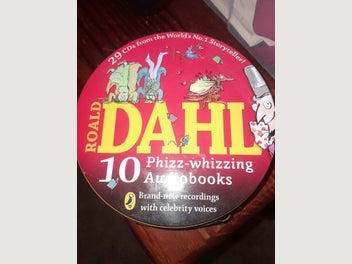 29 CDs from the World's No.1 Storyteller!
ROALD
DAHL
10 Phizz-whizzing
Audiobooks
Brand-new recordings
with celebrity voices